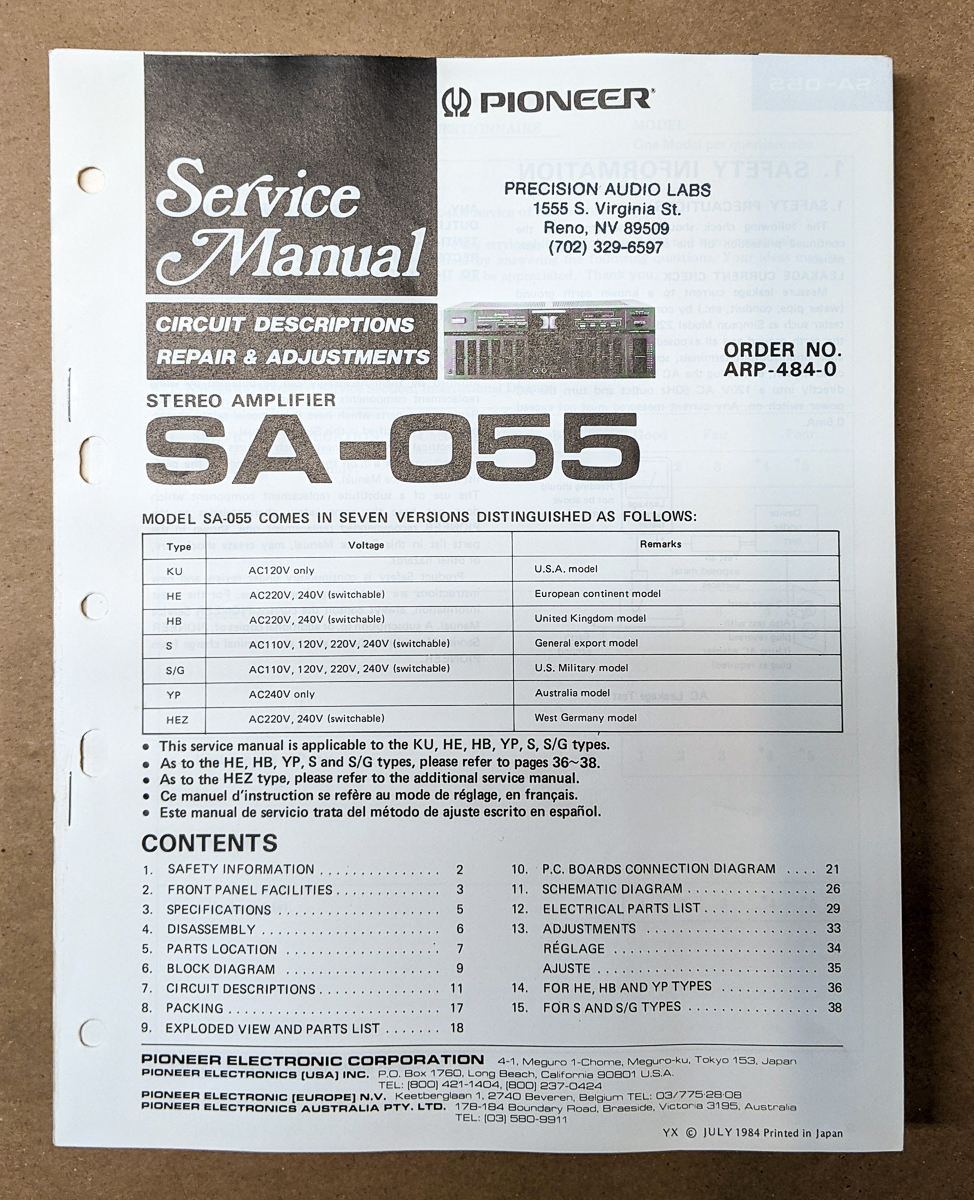 PIONEER
Service
Manual
PRECISION AUDIO LABS
1555 S. Virginia St.
Reno, NV 89509
(702) 329-6597
CIRCUIT DESCRIPTIONS
REPAIR & ADJUSTMENTS
ORDER NO.
ARP-484-0
STEREO AMPLIFIER
SA-055
MODEL SA-055 COMES IN SEVEN VERSIONS DISTINGUISHED AS FOLLOWS:
Type Voltage Remarks
KU AC120V only U.S.A. model
HE AC220V, 240V (switchable) European continent model
HB AC220V, 240V (switchable) United Kingdom model
S AC110V, 120V, 220V, 240V (switchable) General export model
S/G AC110V, 120V, 220V, 240V (switchable) U.S. Military model
YP AC240V only Australia model
HEZ AC220V, 240V (switchable) West Germany model
• This service manual is applicable to the KU, HE, HB, YP, S, S/G types.
• As to the HE, HB, YP, S and S/G types, please refer to pages 36~38.
• As to the HEZ type, please refer to the additional service manual.
• Ce manuel d'instruction se refère au mode de réglage, en français.
• Este manual de servicio trata del método de ajuste escrito en español.
CONTENTS
1. SAFETY INFORMATION . . . . . . . . . . . . . . . 2
2. FRONT PANEL FACILITIES . . . . . . . . . . . . . 3
3. SPECIFICATIONS . . . . . . . . . . . . . . . . . . . . 5
4. DISASSEMBLY . . . . . . . . . . . . . . . . . . . . . . 6
5. PARTS LOCATION . . . . . . . . . . . . . . . . . . . 7
6. BLOCK DIAGRAM . . . . . . . . . . . . . . . . . . . 9
7. CIRCUIT DESCRIPTIONS . . . . . . . . . . . . . . . 11
8. PACKING . . . . . . . . . . . . . . . . . . . . . . . . . . 17
9. EXPLODED VIEW AND PARTS LIST . . . . . . . 18
10. P.C. BOARDS CONNECTION DIAGRAM . . . . 21
11. SCHEMATIC DIAGRAM . . . . . . . . . . . . . . . . 26
12. ELECTRICAL PARTS LIST . . . . . . . . . . . . . . 29
13. ADJUSTMENTS . . . . . . . . . . . . . . . . . . . . . 33
RÉGLAGE . . . . . . . . . . . . . . . . . . . . . . . . . 34
AJUSTE . . . . . . . . . . . . . . . . . . . . . . . . . . . 35
14. FOR HE, HB AND YP TYPES . . . . . . . . . . . . 36
15. FOR S AND S/G TYPES . . . . . . . . . . . . . . . . 38
PIONEER ELECTRONIC CORPORATION 4-1, Meguro 1-Chome, Meguro-ku, Tokyo 153, Japan
PIONEER ELECTRONICS [USA] INC. P.O. Box 1760, Long Beach, California 90801 U.S.A.
TEL: (800) 421-1404, (800) 237-0424
PIONEER ELECTRONIC [EUROPE] N.V. Keetberglaan 1, 2740 Beveren, Belgium TEL: 03/775·28·08
PIONEER ELECTRONICS AUSTRALIA PTY. LTD. 178-184 Boundary Road, Braeside, Victoria 3195, Australia
TEL: (03) 580-9911
YX © JULY 1984 Printed in Japan